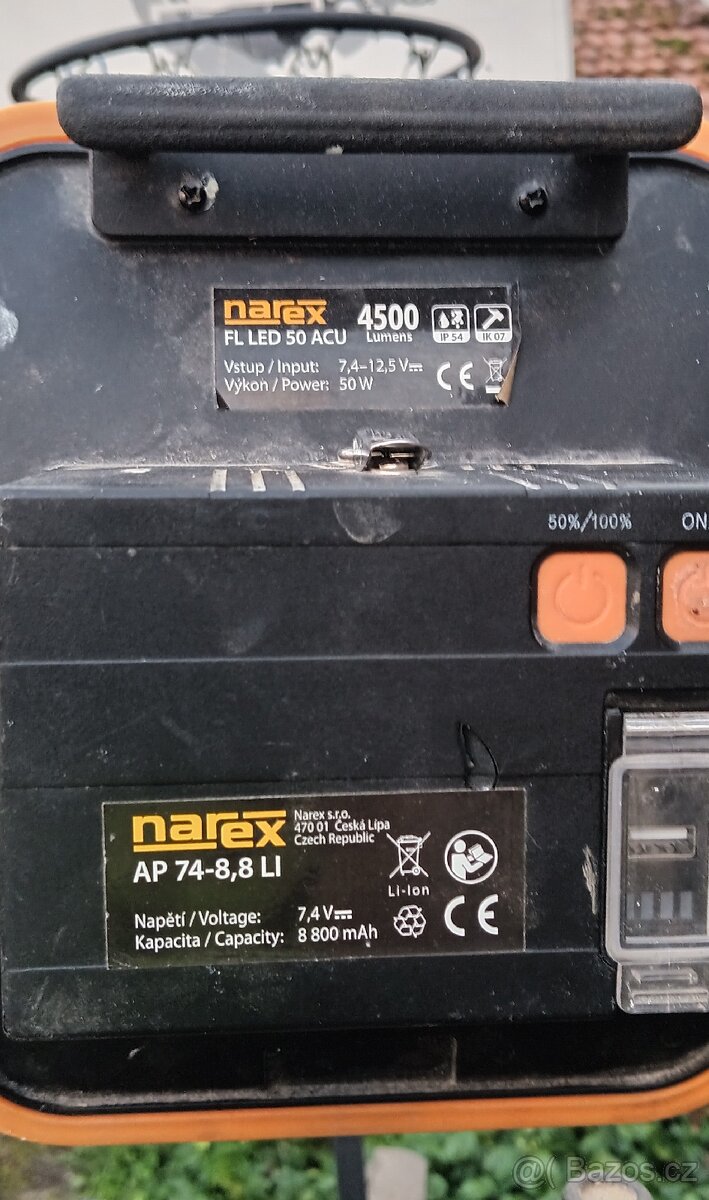 narex 4500
FL LED 50 ACU Lumens IP 54 IK 07
Vstup / Input: 7,4–12,5 V
Výkon / Power: 50 W
CE
50%/100% ON
narex Narex s.r.o.
470 01 Česká Lípa
Czech Republic
AP 74-8,8 LI
Li-Ion
Napětí / Voltage: 7,4 V
Kapacita / Capacity: 8 800 mAh
CE
@( Bazos.cz